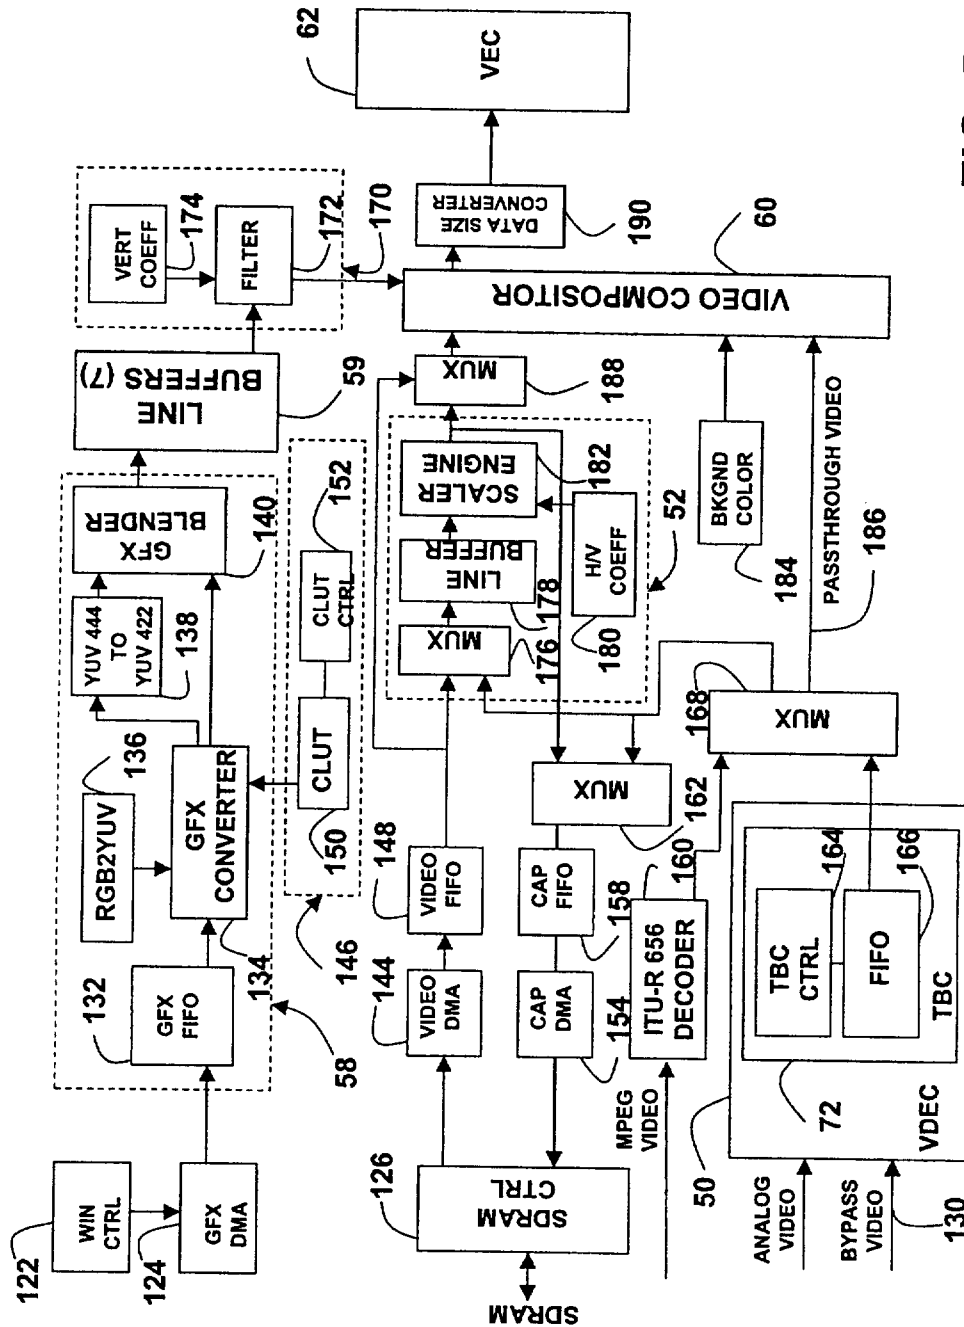 122
WIN
CTRL
124
GFX
DMA
132
GFX
FIFO
134
RGB2YUV
136
GFX
CONVERTER
YUV 444
TO
YUV 422
138
GFX
BLENDER
140
58
LINE
BUFFERS (7)
59
VERT
COEFF
174
FILTER
172
170
CLUT
150
CLUT
CTRL
152
146
SDRAM
SDRAM
CTRL
126
VIDEO
DMA
144
VIDEO
FIFO
148
CAP
DMA
154
CAP
FIFO
158
MUX
162
MUX
176
LINE
BUFFER
178
SCALER
ENGINE
182
H/V
COEFF
180
52
MUX
188
VIDEO COMPOSITOR
60
DATA SIZE
CONVERTER
190
VEC
62
MPEG
VIDEO
ITU-R 656
DECODER
160
MUX
168
BKGND
COLOR
184
PASSTHROUGH VIDEO
186
ANALOG
VIDEO
BYPASS
VIDEO
130
50
VDEC
72
TBC
TBC
CTRL
164
FIFO
166